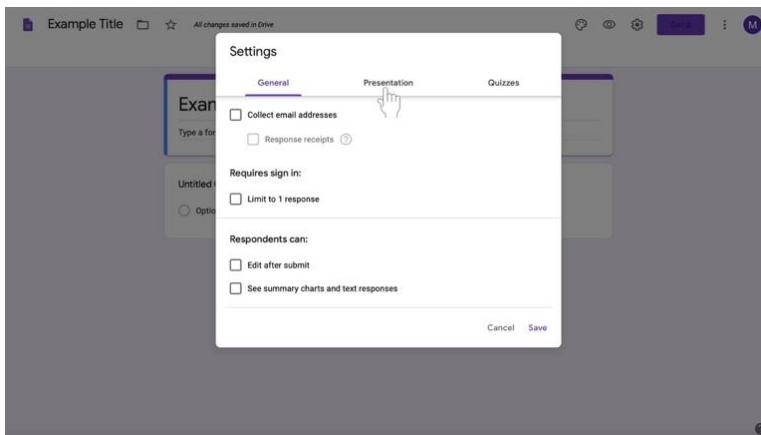 Example Title
All changes saved in Drive
Send
M
Settings
General
Presentation
Quizzes
Exam
Type a for
Collect email addresses
Response receipts
Requires sign in:
Untitled
Limit to 1 response
Optio
Respondents can:
Edit after submit
See summary charts and text responses
Cancel
Save